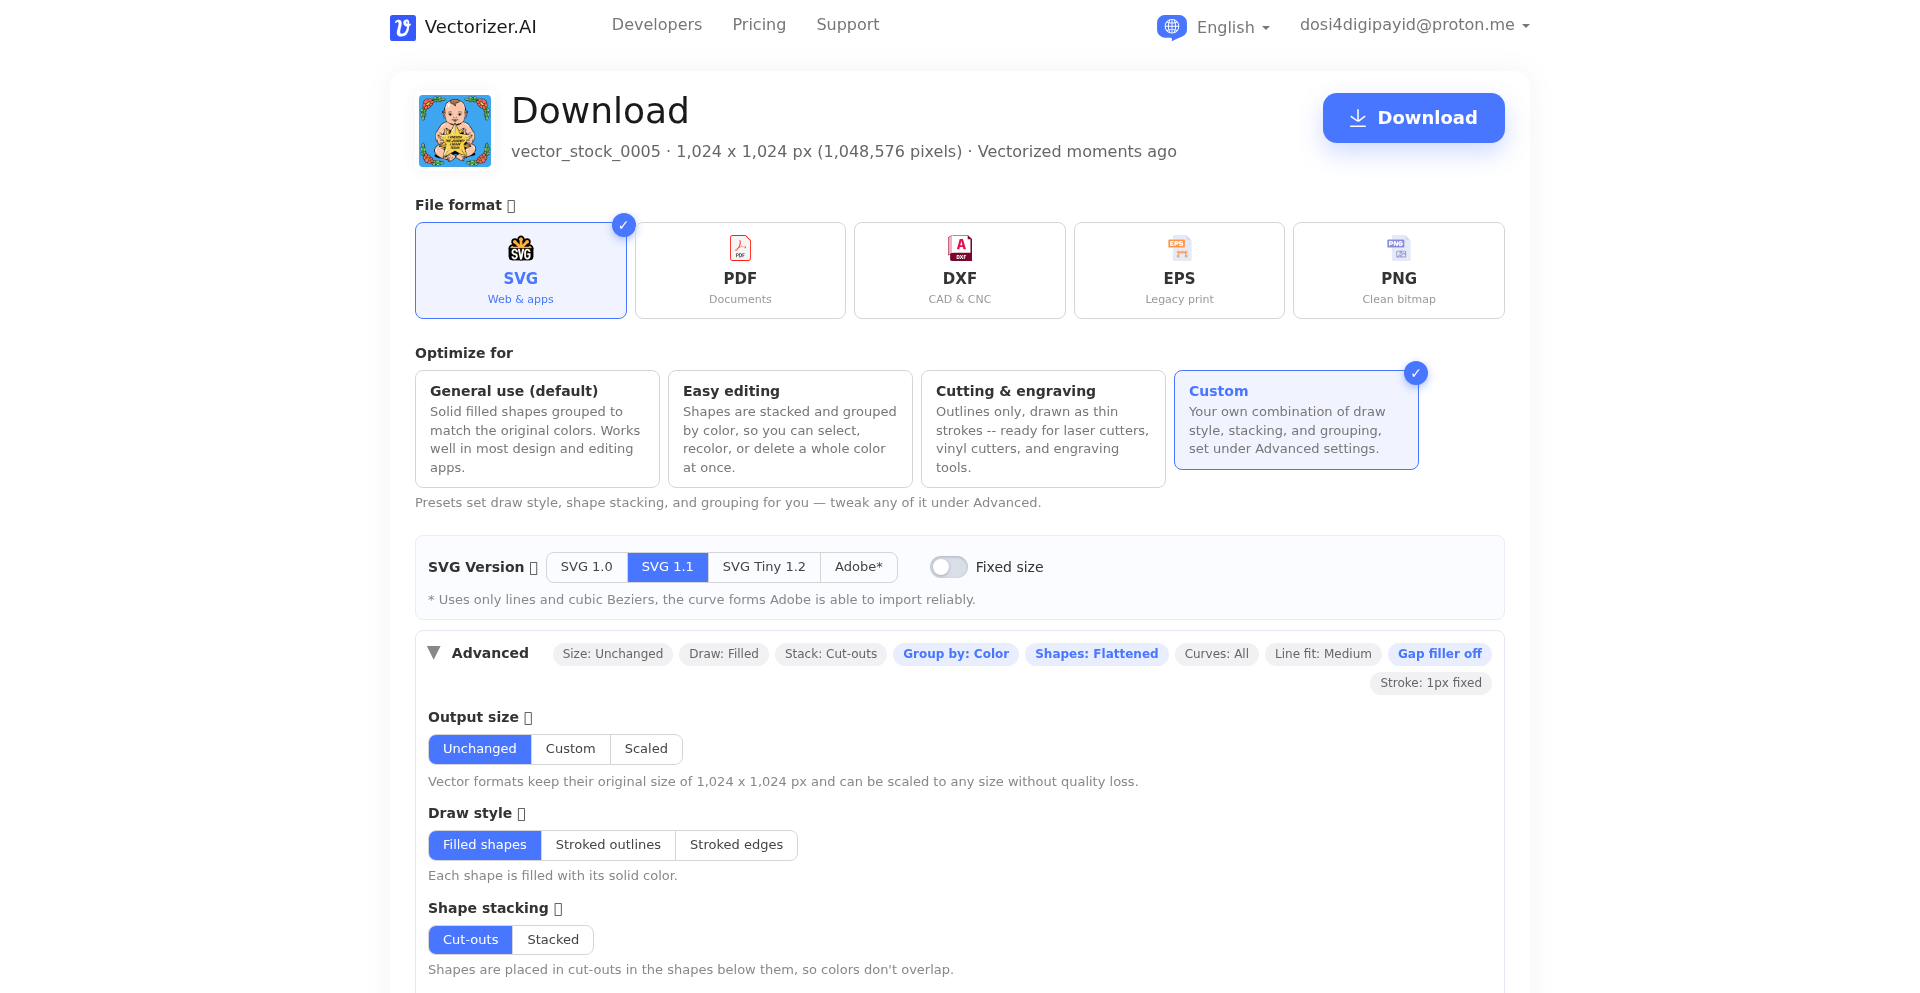 Vectorizer.AI
Developers
Pricing
Support
English
dosi4digipayid@proton.me
Download
Download
vector_stock_0005 · 1,024 x 1,024 px (1,048,576 pixels) · Vectorized moments ago
File format
SVG
SVG
Web & apps
PDF
PDF
Documents
A
DXF
DXF
CAD & CNC
EPS
EPS
Legacy print
PNG
PNG
Clean bitmap
Optimize for
General use (default)
Solid filled shapes grouped to
match the original colors. Works
well in most design and editing
apps.
Easy editing
Shapes are stacked and grouped
by color, so you can select,
recolor, or delete a whole color
at once.
Cutting & engraving
Outlines only, drawn as thin
strokes -- ready for laser cutters,
vinyl cutters, and engraving
tools.
Custom
Your own combination of draw
style, stacking, and grouping,
set under Advanced settings.
Presets set draw style, shape stacking, and grouping for you — tweak any of it under Advanced.
SVG Version
SVG 1.0
SVG 1.1
SVG Tiny 1.2
Adobe*
Fixed size
* Uses only lines and cubic Beziers, the curve forms Adobe is able to import reliably.
Advanced
Size: Unchanged
Draw: Filled
Stack: Cut-outs
Group by: Color
Shapes: Flattened
Curves: All
Line fit: Medium
Gap filler off
Stroke: 1px fixed
Output size
Unchanged
Custom
Scaled
Vector formats keep their original size of 1,024 x 1,024 px and can be scaled to any size without quality loss.
Draw style
Filled shapes
Stroked outlines
Stroked edges
Each shape is filled with its solid color.
Shape stacking
Cut-outs
Stacked
Shapes are placed in cut-outs in the shapes below them, so colors don't overlap.